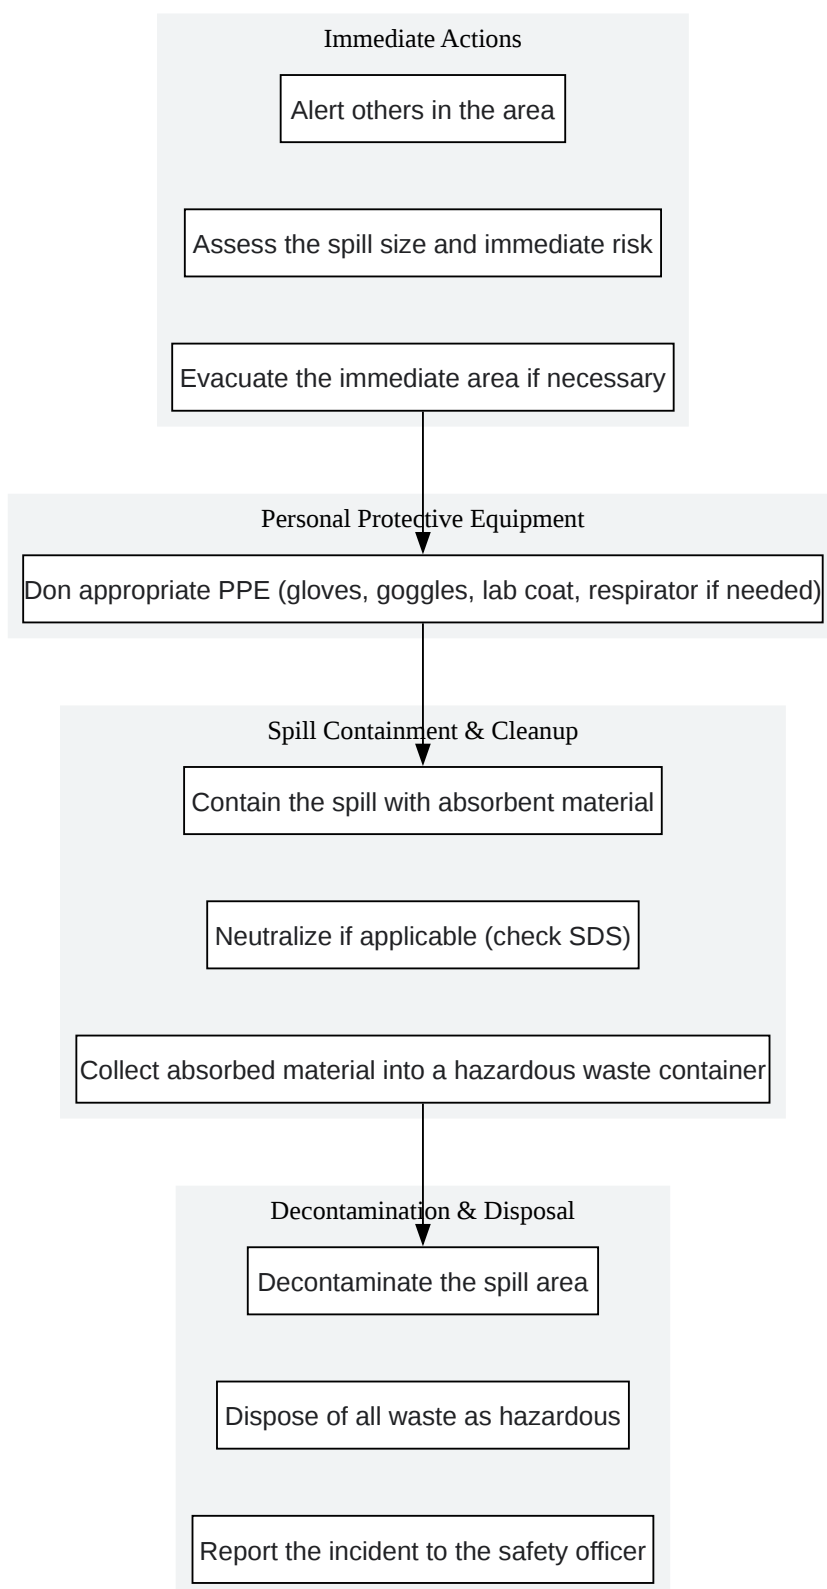 Immediate Actions
Alert others in the area
Assess the spill size and immediate risk
Evacuate the immediate area if necessary
Personal Protective Equipment
Don appropriate PPE (gloves, goggles, lab coat, respirator if needed)
Spill Containment & Cleanup
Contain the spill with absorbent material
Neutralize if applicable (check SDS)
Collect absorbed material into a hazardous waste container
Decontamination & Disposal
Decontaminate the spill area
Dispose of all waste as hazardous
Report the incident to the safety officer